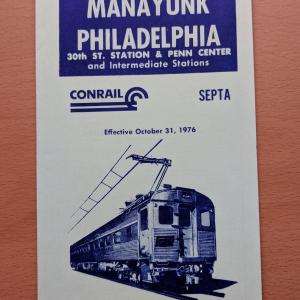 MANAYUNK
PHILADELPHIA
30th ST. STATION & PENN CENTER
and Intermediate Stations
CONRAIL
SEPTA
Effective October 31, 1976